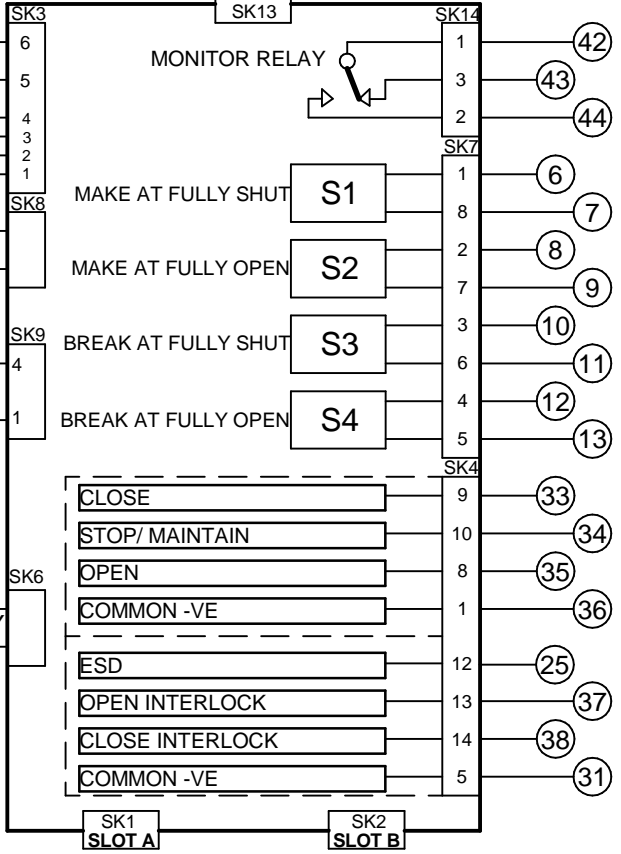 SK3 SK13 SK14
6 MONITOR RELAY 1 42
5 3 43
4 2 44
3
2 SK7
1 MAKE AT FULLY SHUT S1 1 6
SK8 8 7
MAKE AT FULLY OPEN S2 2 8
7 9
SK9 BREAK AT FULLY SHUT S3 3 10
4 6 11
1 BREAK AT FULLY OPEN S4 4 12
5 13
SK4
CLOSE 9 33
STOP/ MAINTAIN 10 34
SK6 OPEN 8 35
COMMON -VE 1 36
ESD 12 25
OPEN INTERLOCK 13 37
CLOSE INTERLOCK 14 38
COMMON -VE 5 31
SK1 SK2
SLOT A SLOT B